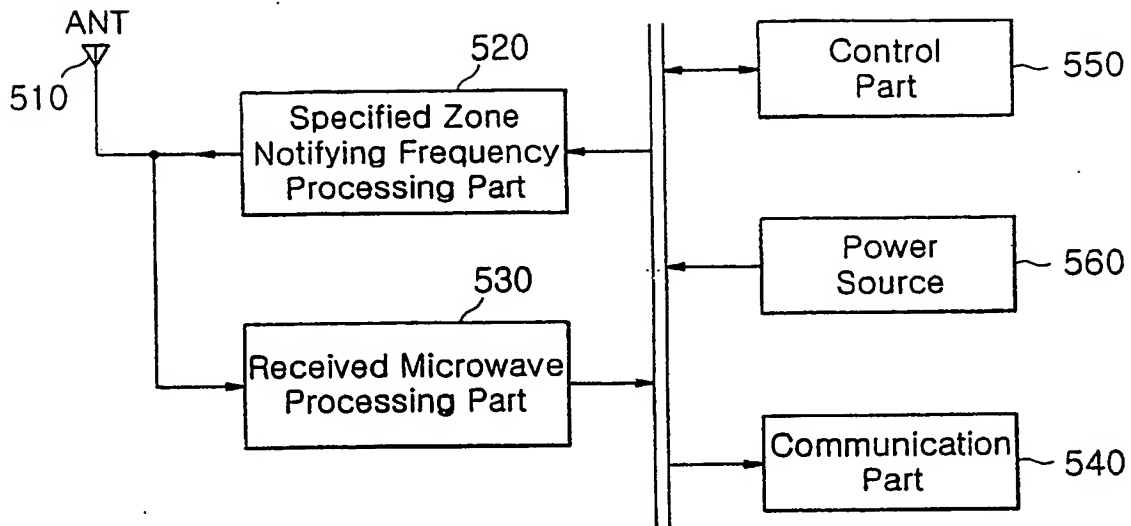 ANT
510
520
Specified Zone
Notifying Frequency
Processing Part
530
Received Microwave
Processing Part
Control
Part
550
Power
Source
560
Communication
Part
540